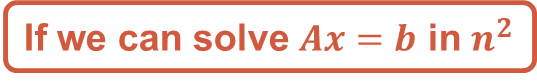 If we can solve Ax = b in n²